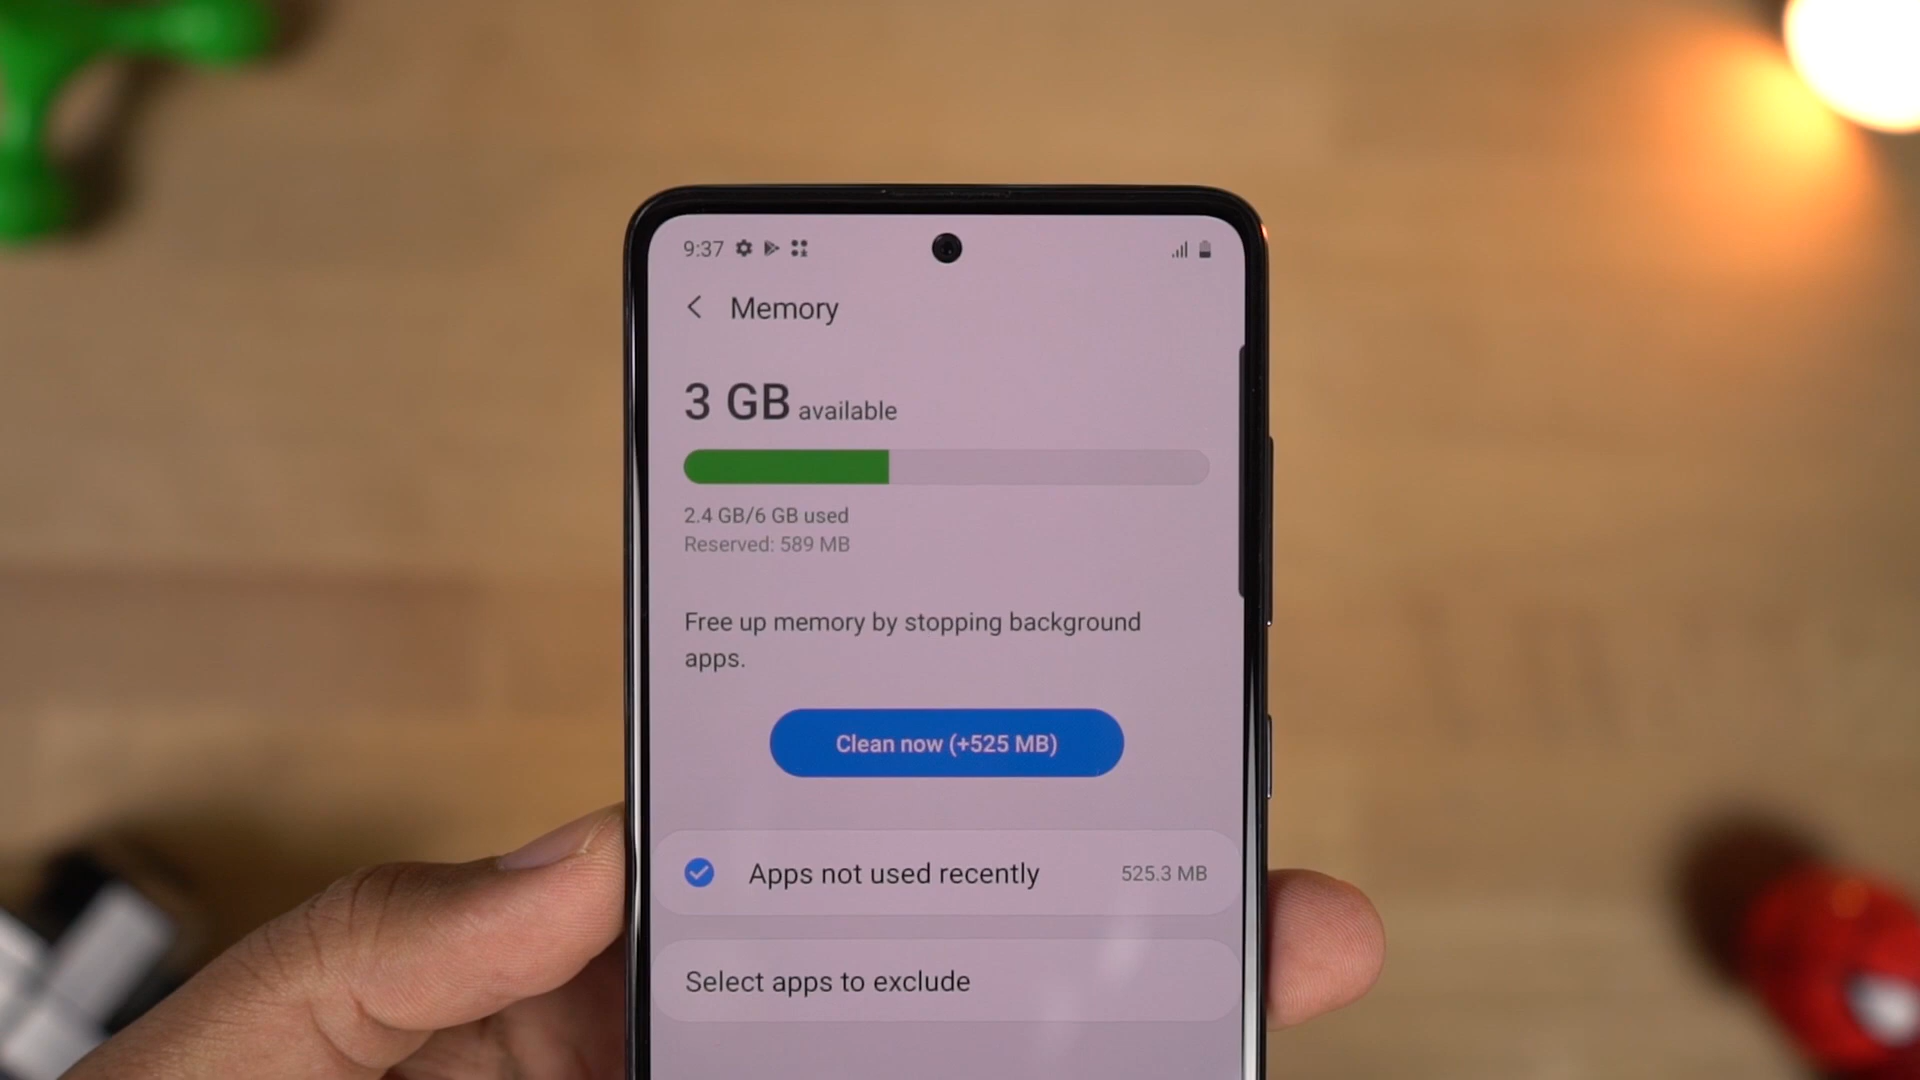 9:37
Memory
3 GB available
2.4 GB/6 GB used
Reserved: 589 MB
Free up memory by stopping background
apps.
Clean now (+525 MB)
Apps not used recently 525.3 MB
Select apps to exclude